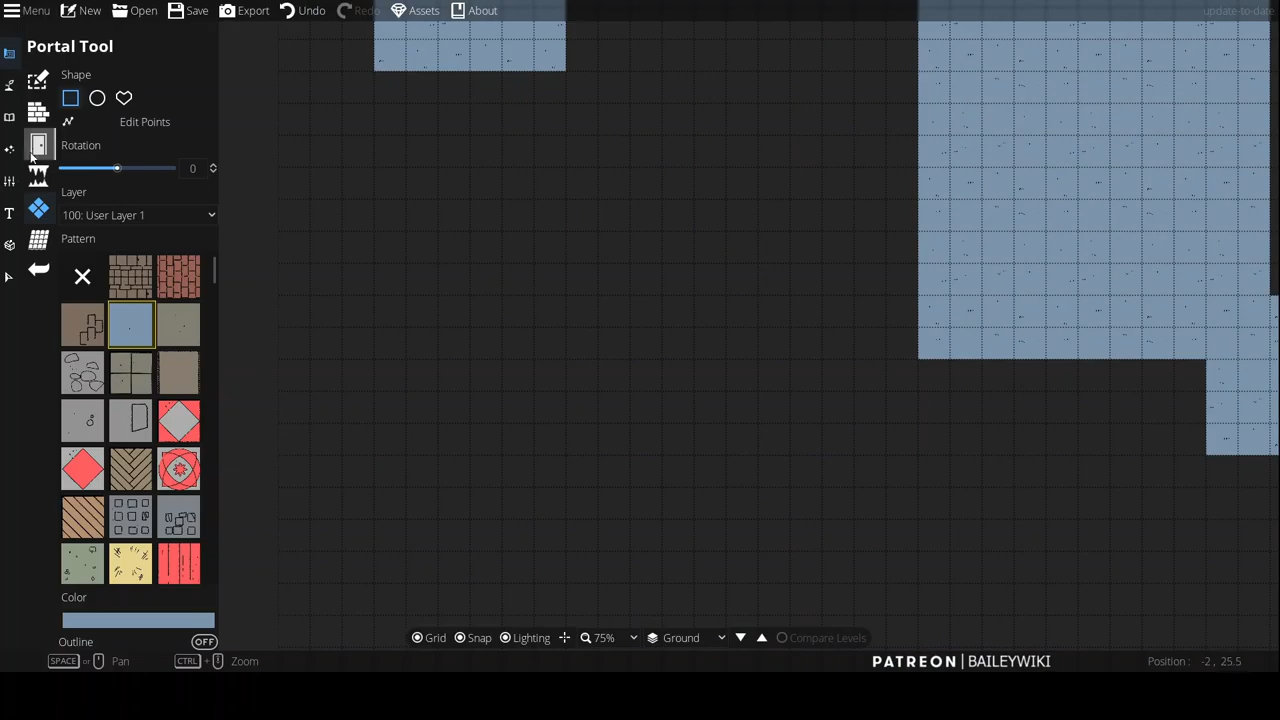 Menu New Open Save Export Undo Redo Assets About update-to-date
Portal Tool
Shape
Edit Points
Rotation
0
Layer
100: User Layer 1
Pattern
Color
Outline OFF
Grid Snap Lighting 75% Ground Compare Levels
SPACE or Pan CTRL + Zoom PATREON | BAILEYWIKI Position : -2 , 25.5